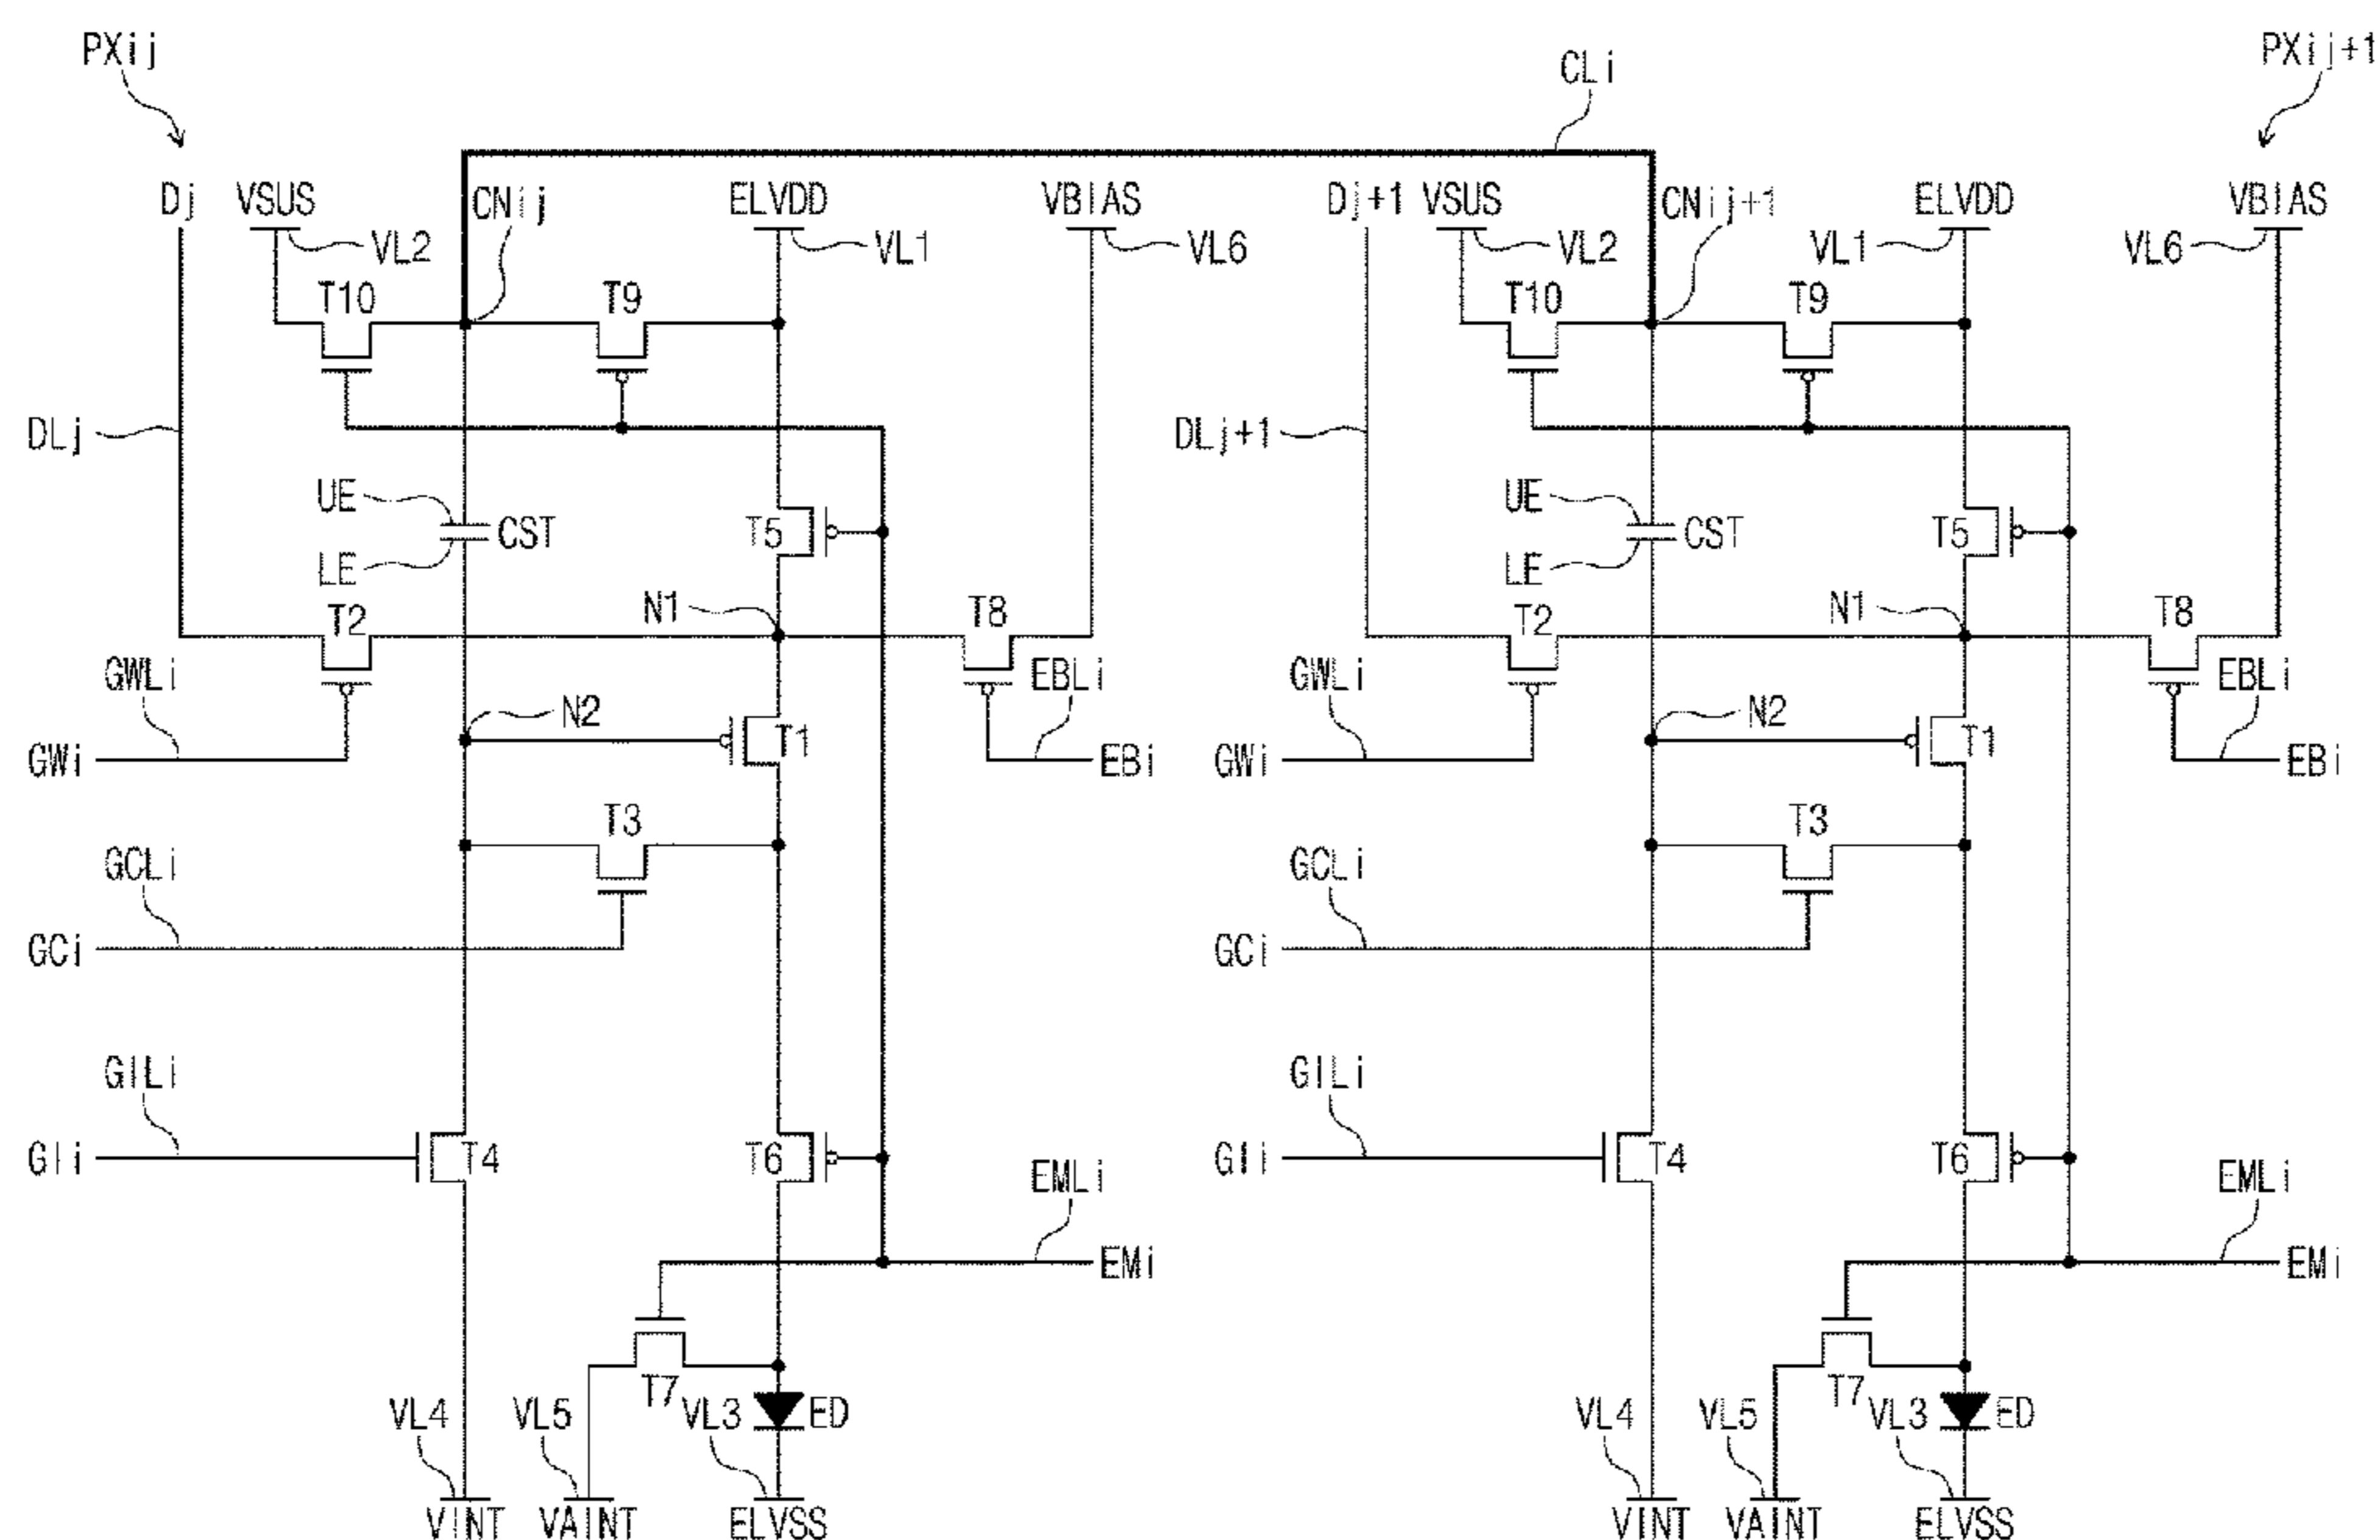 PXij CLi PXij+1
Dj VSUS CNij ELVDD VBIAS Dj+1 VSUS CNij+1 ELVDD VBIAS
VL2 VL1 VL6 VL2 VL1 VL6
T10 T9 T10 T9
DLj DLj+1
UE CST T5 UE CST T5
LE LE
T2 N1 T8 T2 N1 T8
GWLi EBLi GWLi EBLi
N2 T1 N2 T1
GWi EBi GWi EBi
T3 T3
GCLi GCLi
GCi GCi
GILi GILi
GIi T4 T6 GIi T4 T6
EMLi EMLi
EMi EMi
T7 T7
VL4 VL5 VL3 ED VL4 VL5 VL3 ED
VINT VAINT ELVSS VINT VAINT ELVSS